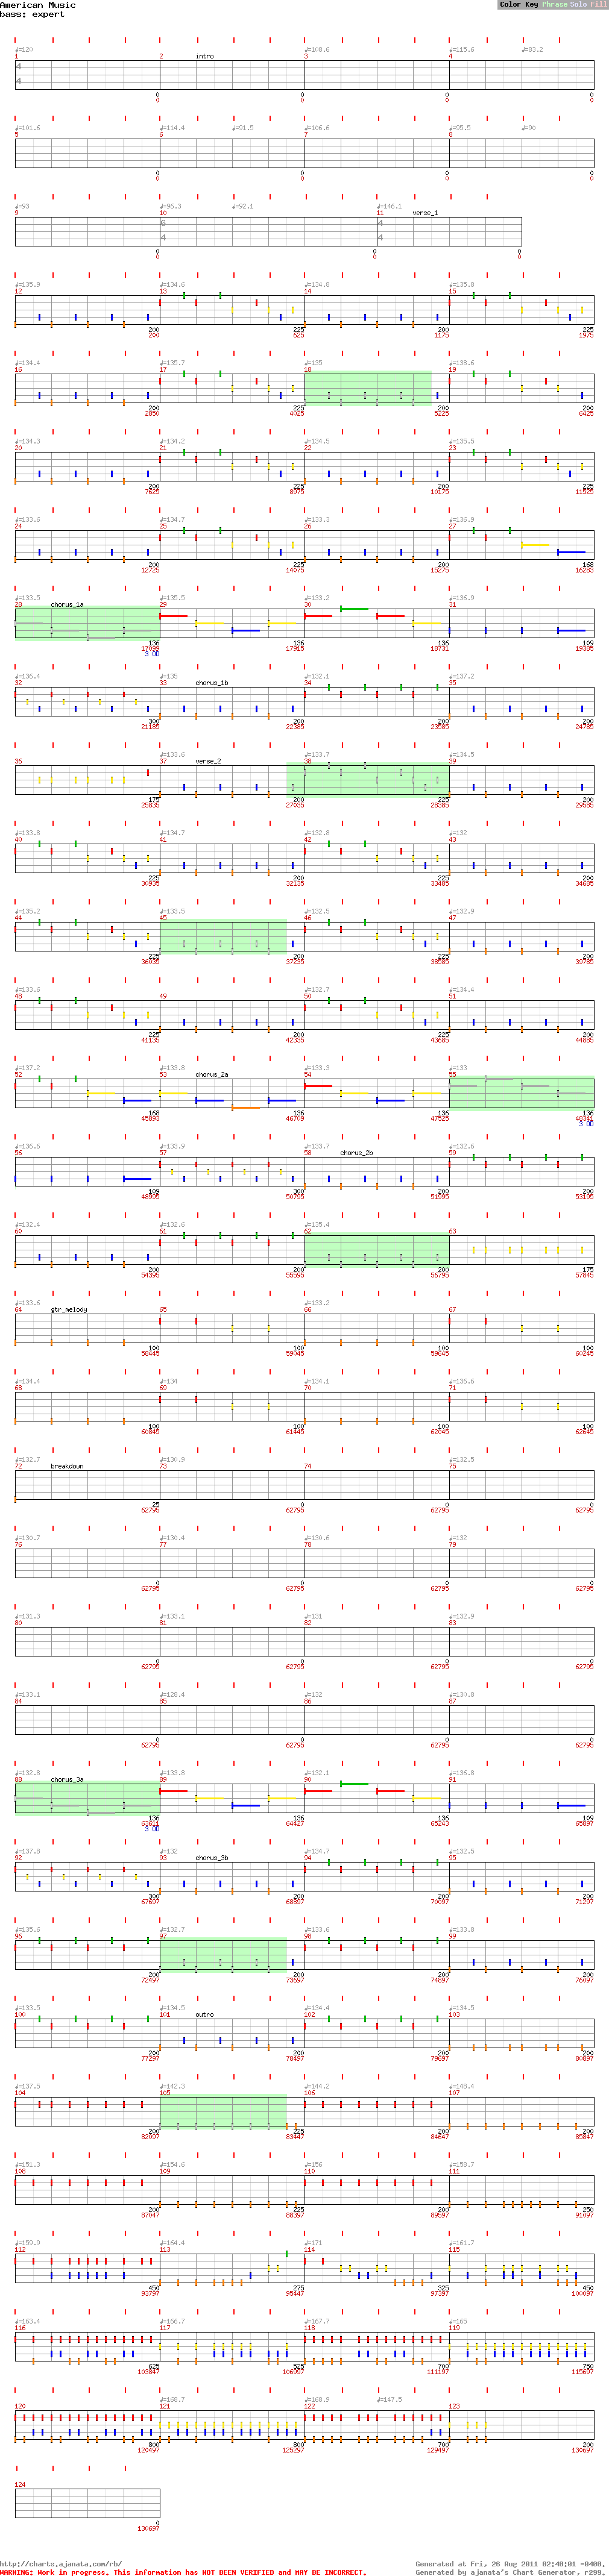 American Music
bass: expert
Color Key Phrase Solo Fill
♩=120 ♩=108.6 ♩=115.6 ♩=83.2
1 2 intro 3 4
4
4
0 0 0 0
0 0 0 0
♩=101.6 ♩=114.4 ♩=91.5 ♩=106.6 ♩=95.5 ♩=90
5 6 7 8
0 0 0 0
0 0 0 0
♩=93 ♩=96.3 ♩=92.1 ♩=146.1
9 10 11 verse_1
6 4
4 4
0 0 0
0 0 0
♩=135.9 ♩=134.6 ♩=134.8 ♩=135.8
12 13 14 15
200 225 200 225
200 625 1175 1975
♩=134.4 ♩=135.7 ♩=135 ♩=138.6
16 17 18 19
200 225 200 200
2850 4025 5225 6425
♩=134.3 ♩=134.2 ♩=134.5 ♩=135.5
20 21 22 23
200 225 200 225
7625 8975 10175 11525
♩=133.6 ♩=134.7 ♩=133.3 ♩=136.9
24 25 26 27
200 225 200 168
12725 14075 15275 16283
♩=133.5 ♩=135.5 ♩=133.2 ♩=136.9
28 chorus_1a 29 30 31
136 136 136 109
17099 17915 18731 19385
3 OD
♩=136.4 ♩=135 ♩=132.1 ♩=137.2
32 33 chorus_1b 34 35
300 200 200 200
21185 22385 23585 24785
♩=133.6 ♩=133.7 ♩=134.5
36 37 verse_2 38 39
175 200 225 200
25835 27035 28385 29585
♩=133.8 ♩=134.7 ♩=132.8 ♩=132
40 41 42 43
225 200 225 200
30935 32135 33485 34685
♩=135.2 ♩=133.5 ♩=132.5 ♩=132.9
44 45 46 47
225 200 225 200
36035 37235 38585 39785
♩=133.6 ♩=132.7 ♩=134.4
48 49 50 51
225 200 225 200
41135 42335 43685 44885
♩=137.2 ♩=133.8 ♩=133.3 ♩=133
52 53 chorus_2a 54 55
168 136 136 136
45893 46709 47525 48341
3 OD
♩=136.6 ♩=133.9 ♩=133.7 ♩=132.6
56 57 58 chorus_2b 59
109 300 200 200
48995 50795 51995 53195
♩=132.4 ♩=132.6 ♩=135.4
60 61 62 63
200 200 200 175
54395 55595 56795 57845
♩=133.6 ♩=133.2
64 gtr_melody 65 66 67
100 100 100 100
58445 59045 59645 60245
♩=134.4 ♩=134 ♩=134.1 ♩=136.6
68 69 70 71
100 100 100 100
60845 61445 62045 62645
♩=132.7 ♩=130.9 ♩=132.5
72 breakdown 73 74 75
25 0 0 0
62795 62795 62795 62795
♩=130.7 ♩=130.4 ♩=130.6 ♩=132
76 77 78 79
0 0 0 0
62795 62795 62795 62795
♩=131.3 ♩=133.1 ♩=131 ♩=132.9
80 81 82 83
0 0 0 0
62795 62795 62795 62795
♩=133.1 ♩=128.4 ♩=132 ♩=130.8
84 85 86 87
0 0 0 0
62795 62795 62795 62795
♩=132.8 ♩=133.8 ♩=132.1 ♩=136.8
88 chorus_3a 89 90 91
136 136 136 109
63611 64427 65243 65897
3 OD
♩=137.8 ♩=132 ♩=134.7 ♩=132.5
92 93 chorus_3b 94 95
300 200 200 200
67697 68897 70097 71297
♩=135.6 ♩=132.7 ♩=133.6 ♩=133.8
96 97 98 99
200 200 200 200
72497 73697 74897 76097
♩=133.5 ♩=134.5 ♩=134.4 ♩=134.5
100 101 outro 102 103
200 200 200 200
77297 78497 79697 80897
♩=137.5 ♩=142.3 ♩=144.2 ♩=148.4
104 105 106 107
200 225 200 200
82097 83447 84647 85847
♩=151.3 ♩=154.6 ♩=156 ♩=158.7
108 109 110 111
200 225 200 250
87047 88397 89597 91097
♩=159.9 ♩=164.4 ♩=171 ♩=161.7
112 113 114 115
450 275 325 450
93797 95447 97397 100097
♩=163.4 ♩=166.7 ♩=167.7 ♩=165
116 117 118 119
625 525 700 750
103847 106997 111197 115697
♩=168.7 ♩=168.9 ♩=147.5
120 121 122 123
800 800 700 200
120497 125297 129497 130697
124
0
130697
http://charts.ajanata.com/rb/
Generated at Fri, 26 Aug 2011 02:40:01 -0400.
WARNING: Work in progress. This information has NOT BEEN VERIFIED and MAY BE INCORRECT.
Generated by ajanata's Chart Generator, r299.